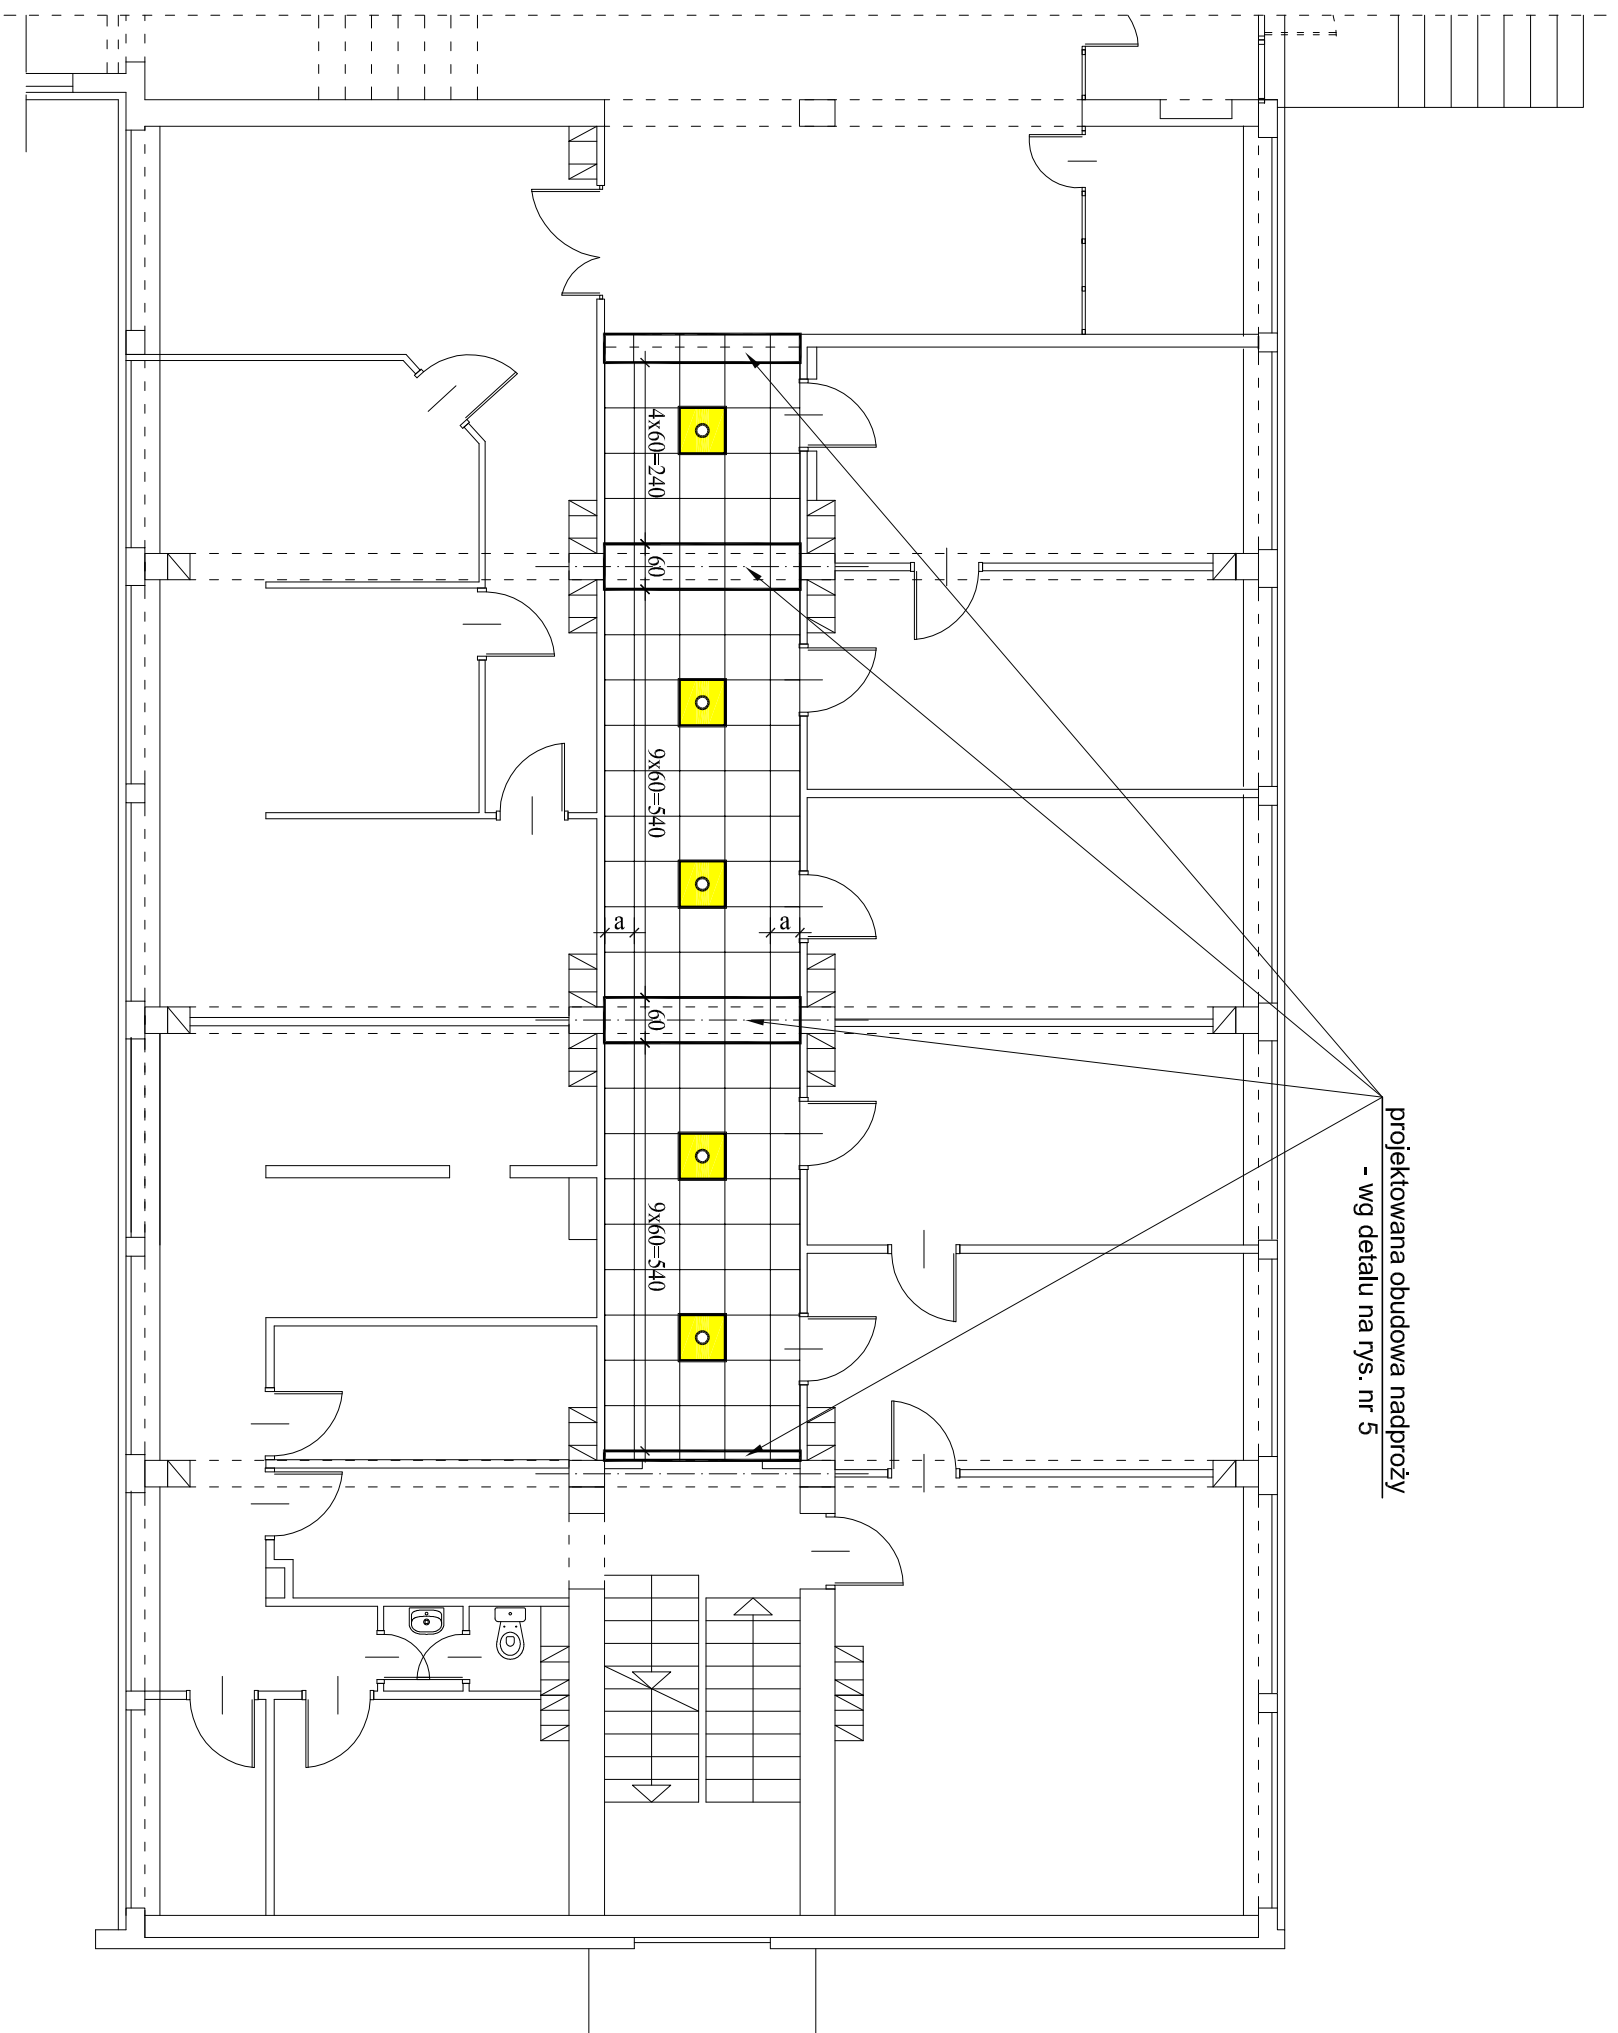 projektowana obudowa nadproży
- wg detalu na rys. nr 5
4x60=240
60
9x60=540
a
a
60
9x60=540